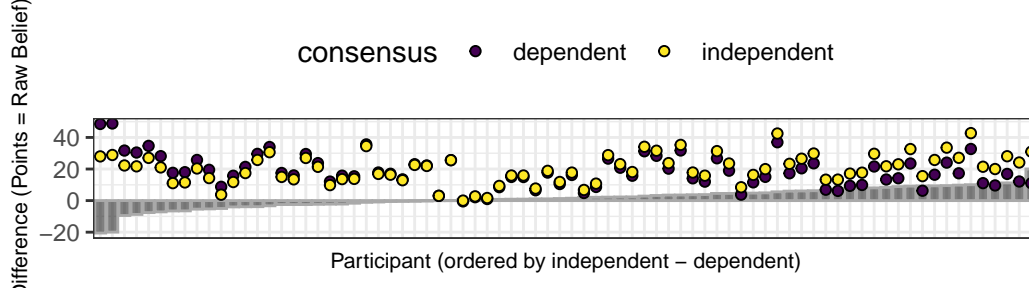 consensus dependent independent
Difference (Points = Raw Belief)
40
20
0
−20
Participant (ordered by independent − dependent)